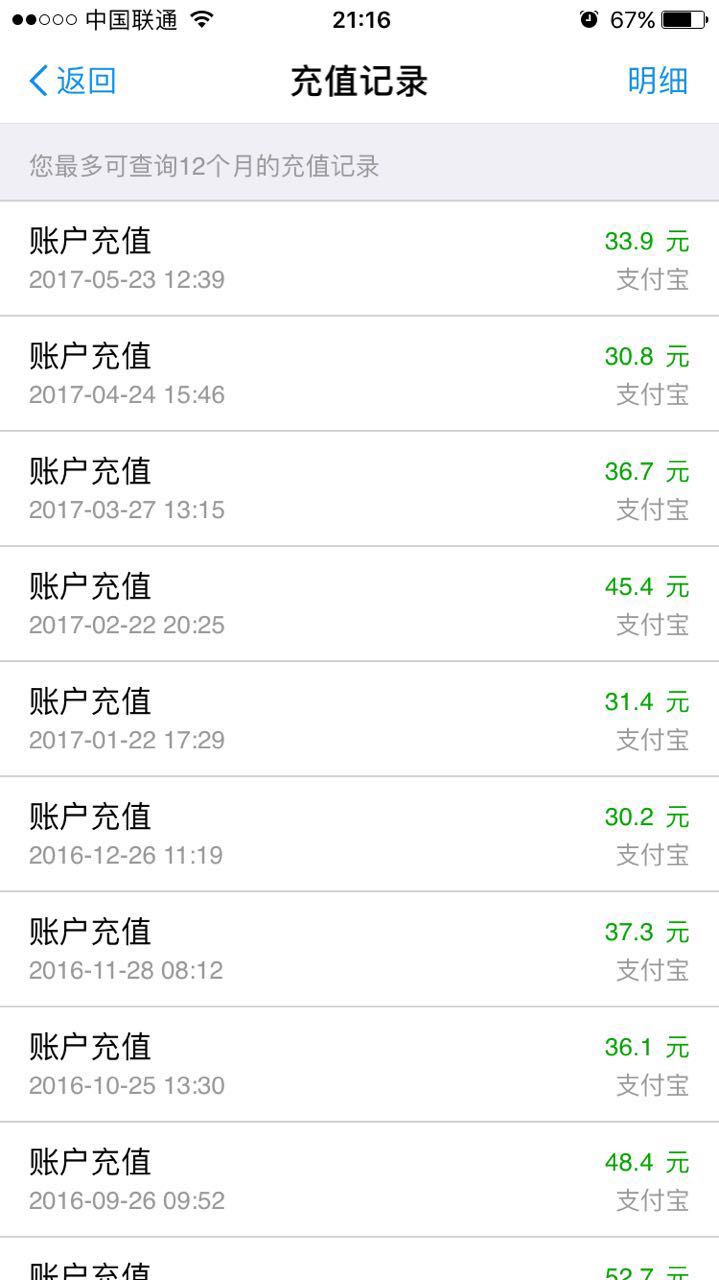 中国联通 21:16 67%
返回 充值记录 明细
您最多可查询12个月的充值记录
账户充值 33.9 元
2017-05-23 12:39 支付宝
账户充值 30.8 元
2017-04-24 15:46 支付宝
账户充值 36.7 元
2017-03-27 13:15 支付宝
账户充值 45.4 元
2017-02-22 20:25 支付宝
账户充值 31.4 元
2017-01-22 17:29 支付宝
账户充值 30.2 元
2016-12-26 11:19 支付宝
账户充值 37.3 元
2016-11-28 08:12 支付宝
账户充值 36.1 元
2016-10-25 13:30 支付宝
账户充值 48.4 元
2016-09-26 09:52 支付宝
账户充值 52.7 元